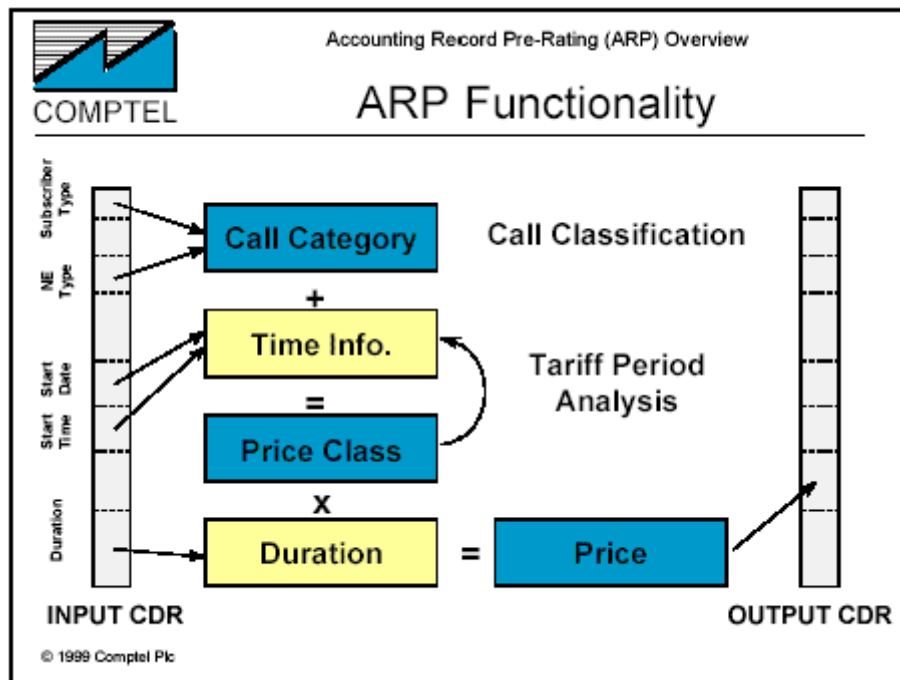 Accounting Record Pre-Rating (ARP) Overview
COMPTEL
ARP Functionality
Subscriber
Type
NE
Type
Start
Date
Start
Time
Duration
Call Category
Call Classification
+
Time Info.
Tariff Period
Analysis
=
Price Class
x
Duration
=
Price
INPUT CDR
OUTPUT CDR
© 1999 Comptel Plc